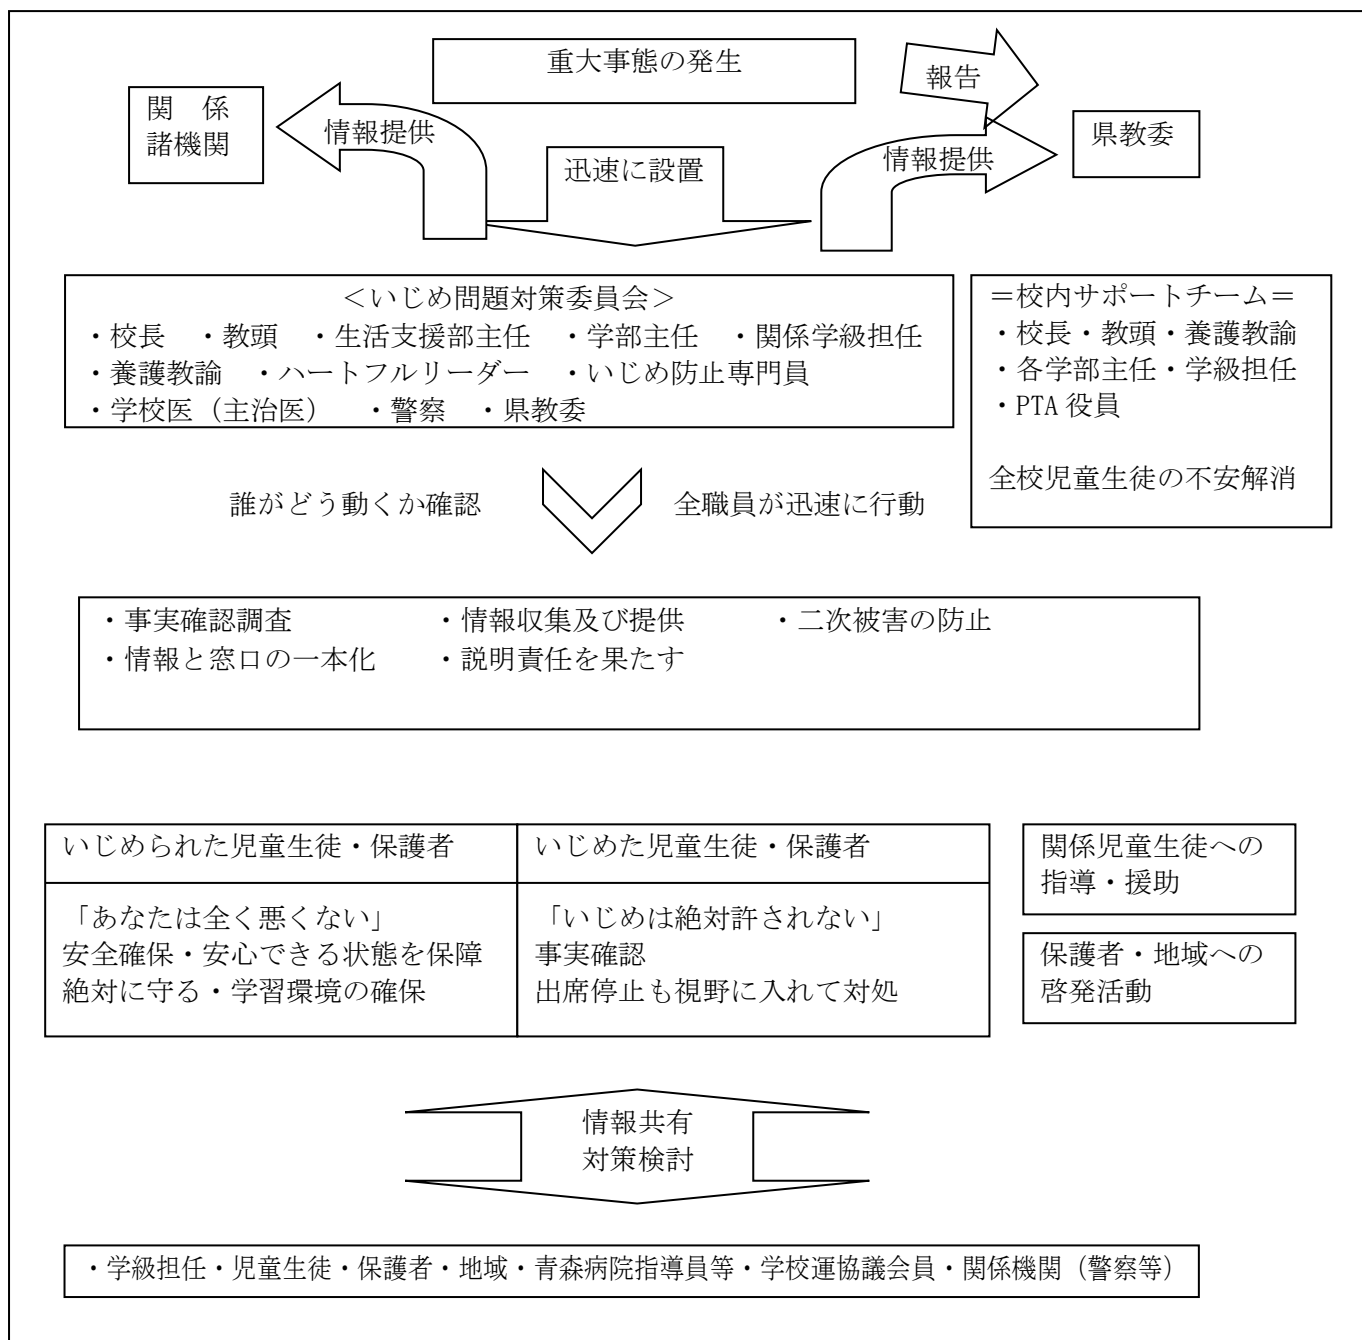 重大事態の発生
報告
関　係
諸機関
情報提供
迅速に設置
情報提供
県教委
＜いじめ問題対策委員会＞
・校長　・教頭　・生活支援部主任　・学部主任　・関係学級担任
・養護教諭　・ハートフルリーダー　・いじめ防止専門員
・学校医（主治医）　・警察　・県教委
＝校内サポートチーム＝
・校長・教頭・養護教諭
・各学部主任・学級担任
・PTA 役員
全校児童生徒の不安解消
誰がどう動くか確認
全職員が迅速に行動
・事実確認調査　・情報収集及び提供　・二次被害の防止
・情報と窓口の一本化　・説明責任を果たす
いじめられた児童生徒・保護者
「あなたは全く悪くない」
安全確保・安心できる状態を保障
絶対に守る・学習環境の確保
いじめた児童生徒・保護者
「いじめは絶対許されない」
事実確認
出席停止も視野に入れて対処
関係児童生徒への
指導・援助
保護者・地域への
啓発活動
情報共有
対策検討
・学級担任・児童生徒・保護者・地域・青森病院指導員等・学校運協議会員・関係機関（警察等）